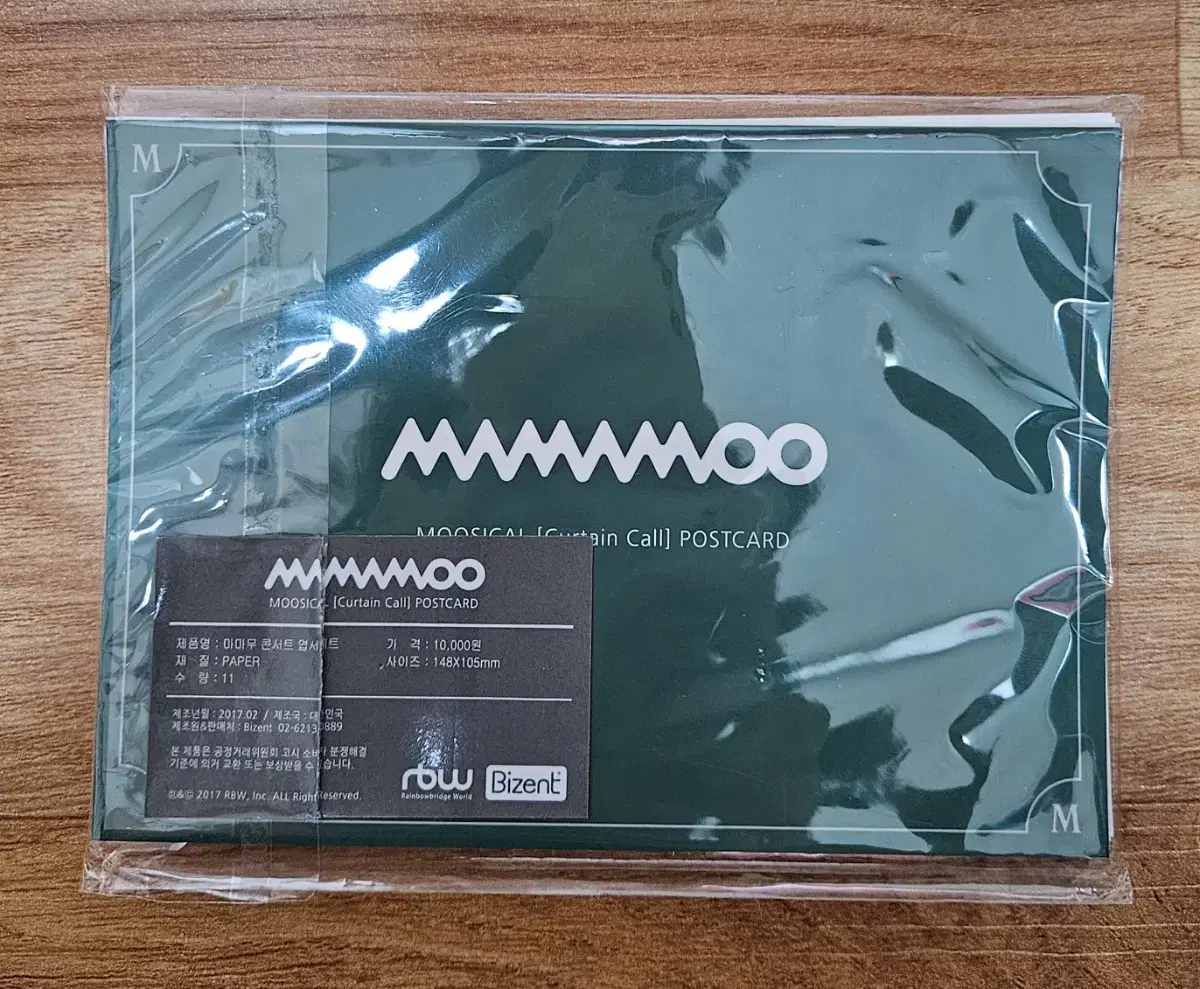 M
MAMAMOO
MOOSICAL [Curtain Call] POSTCARD
MAMAMOO
MOOSICAL [Curtain Call] POSTCARD
제품명 : 마마무 콘서트 엽서세트
가 격 : 10,000원
재 질 : PAPER
사이즈 : 148X105mm
수 량 : 11
제조년월 : 2017.02 / 제조국 : 대한민국
제조원&판매처 : Bizent 02-6213-0889
본 제품은 공정거래위원회 고시 소비자 분쟁해결
기준에 의거 교환 또는 보상받을 수 있습니다.
℗&© 2017 RBW, Inc. ALL Right Reserved.
rbw
Rainbowbridge World
Bizent
M